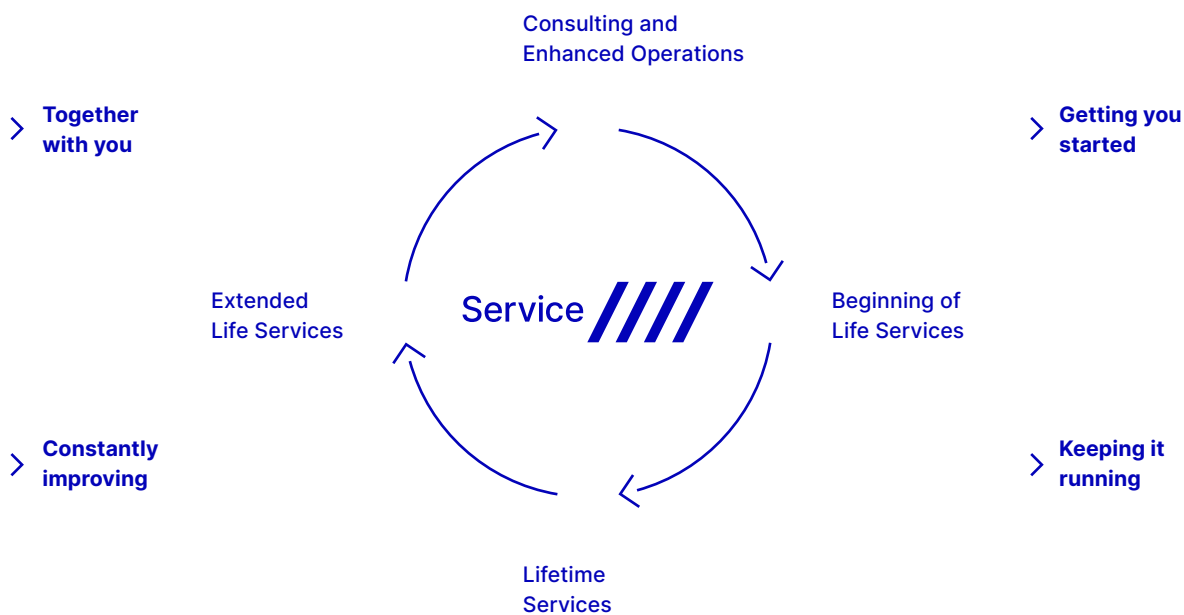 Consulting and
Enhanced Operations
Together
with you
Getting you
started
Extended
Life Services
Service
Beginning of
Life Services
Constantly
improving
Keeping it
running
Lifetime
Services